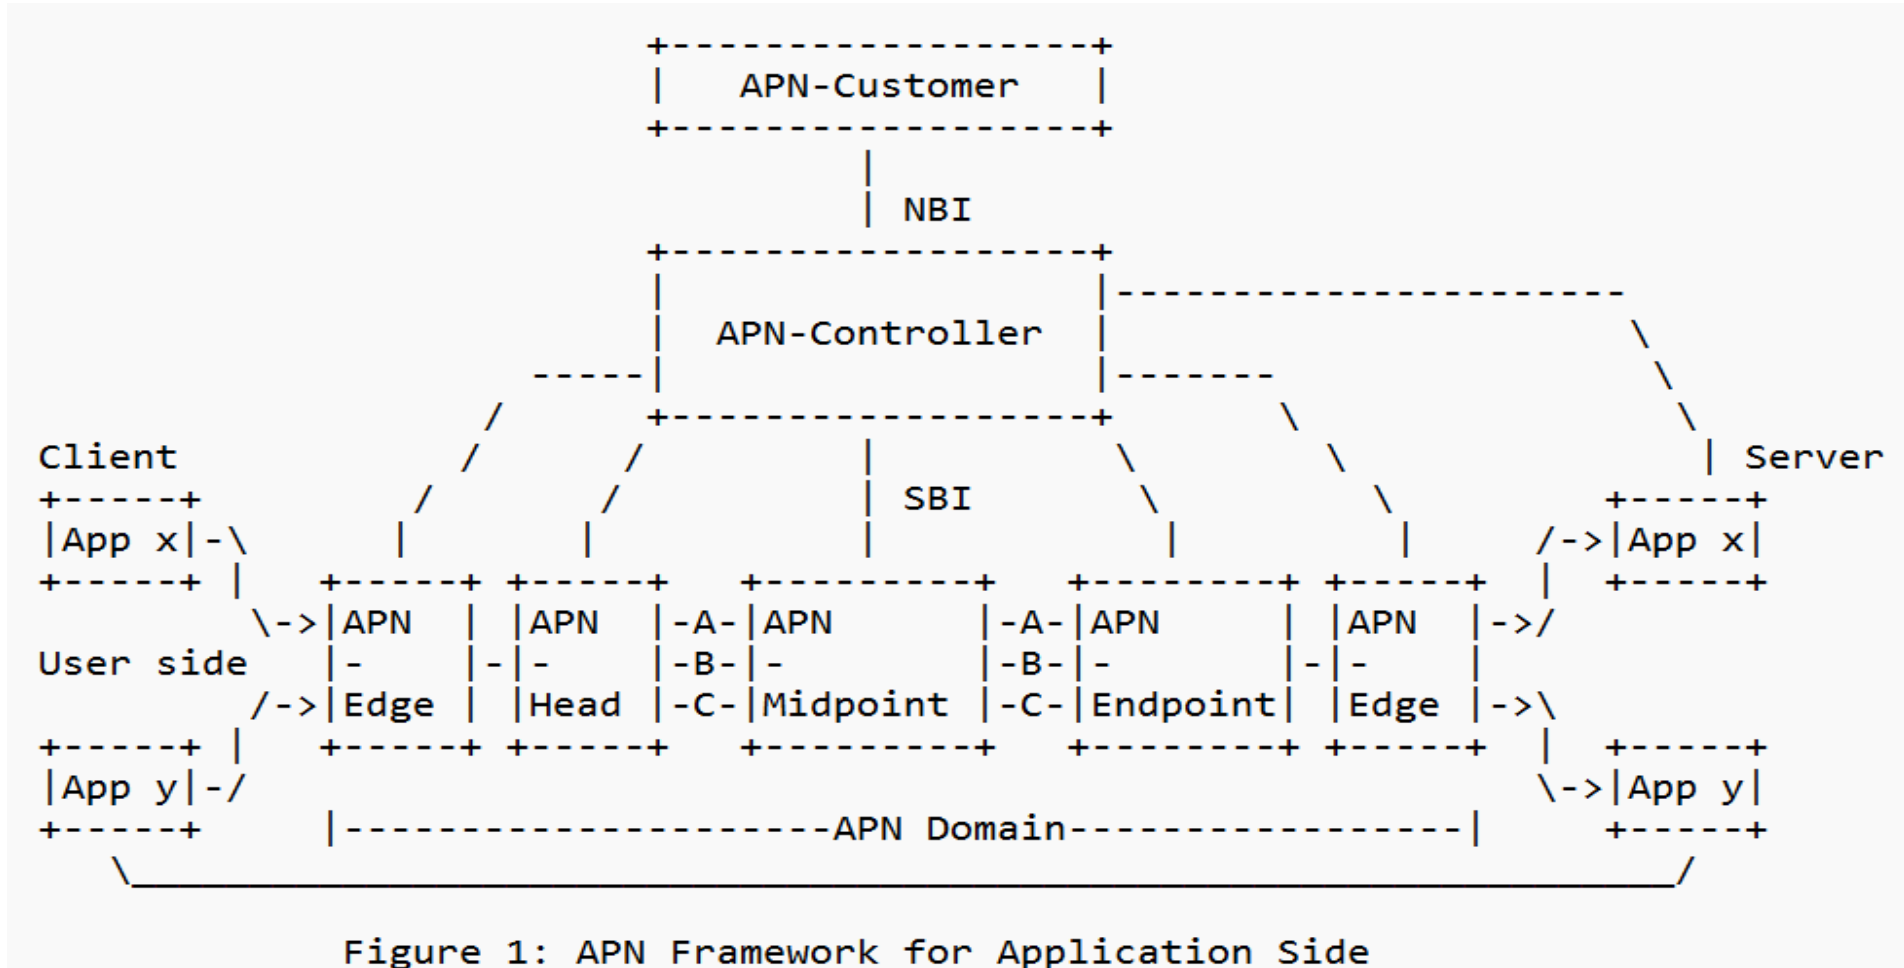 +------------------+
                    |   APN-Customer   |
                    +------------------+
                             |
                             | NBI
                    +------------------+
                    |                  |----------------------
                    |  APN-Controller  |                      \
               -----|                  |-------                \
             /      +------------------+       \                \
Client      /      /         |          \       \               | Server
+-----+   /       /          | SBI       \        \         +-----+
|App x|-\      |       |           |            |         |     /->|App x|
+-----+ |   +-----+ +-----+   +---------+   +--------+ +-----+  |  +-----+
         \->|APN  | |APN  |-A-|APN      |-A-|APN     | |APN  |->/
User side   |-    |-|-    |-B-|-        |-B-|-       |-|-    |
         /->|Edge | |Head |-C-|Midpoint |-C-|Endpoint| |Edge |->\
+-----+ |   +-----+ +-----+   +---------+   +--------+ +-----+  |  +-----+
|App y|-/                                                       \->|App y|
+-----+     |---------------------APN Domain-----------------|     +-----+
   \__________________________________________________________________/
Figure 1: APN Framework for Application Side